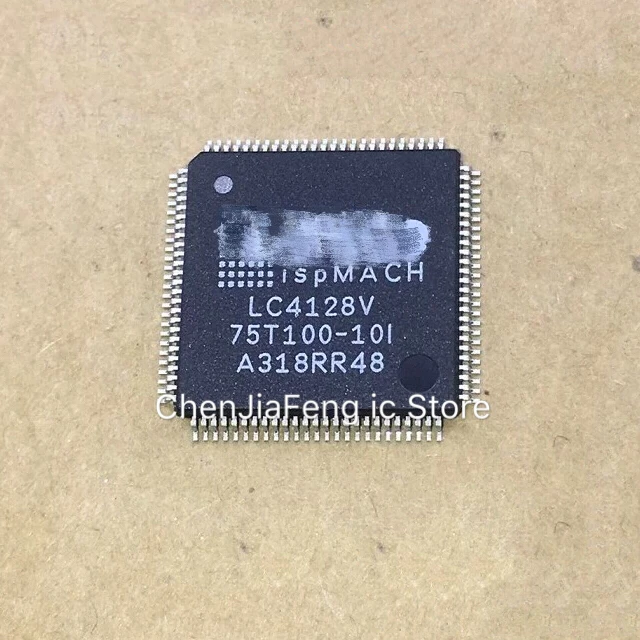 ispMACH
LC4128V
75T100-10I
A318RR48
ChenJiaFeng ic Store